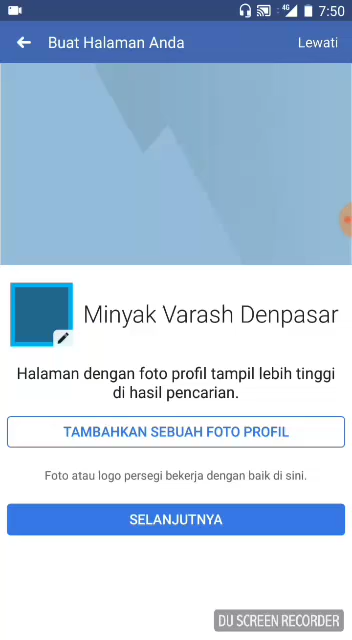 4G 7:50
Buat Halaman Anda Lewati
Minyak Varash Denpasar
Halaman dengan foto profil tampil lebih tinggi
di hasil pencarian.
TAMBAHKAN SEBUAH FOTO PROFIL
Foto atau logo persegi bekerja dengan baik di sini.
SELANJUTNYA
DU SCREEN RECORDER